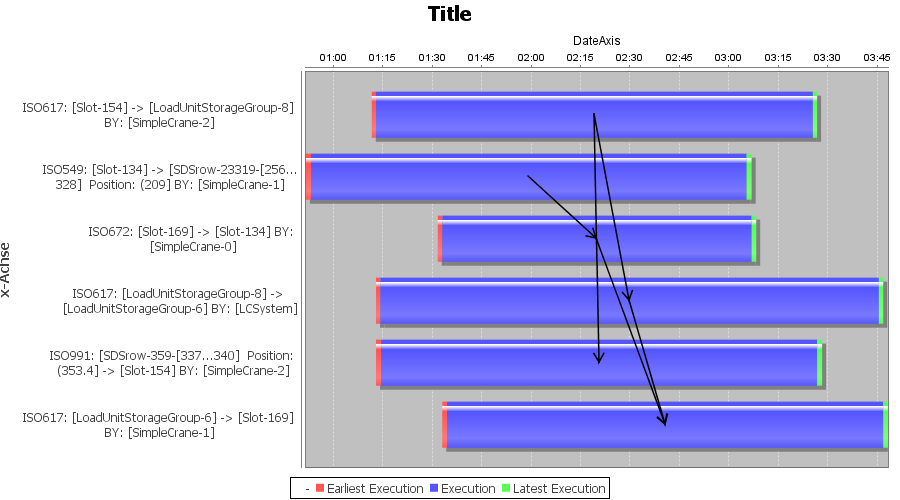 Title
DateAxis
01:00 01:15 01:30 01:45 02:00 02:15 02:30 02:45 03:00 03:15 03:30 03:45
x-Achse
ISO617: [Slot-154] -> [LoadUnitStorageGroup-8]
BY: [SimpleCrane-2]
ISO549: [Slot-134] -> [SDSrow-23319-[256...
328] Position: (209] BY: [SimpleCrane-1]
ISO672: [Slot-169] -> [Slot-134] BY:
[SimpleCrane-0]
ISO617: [LoadUnitStorageGroup-8] ->
[LoadUnitStorageGroup-6] BY: [LCSystem]
ISO991: [SDSrow-359-[337...340] Position:
(353.4] -> [Slot-154] BY: [SimpleCrane-2]
ISO617: [LoadUnitStorageGroup-6] -> [Slot-169]
BY: [SimpleCrane-1]
- Earliest Execution Execution Latest Execution